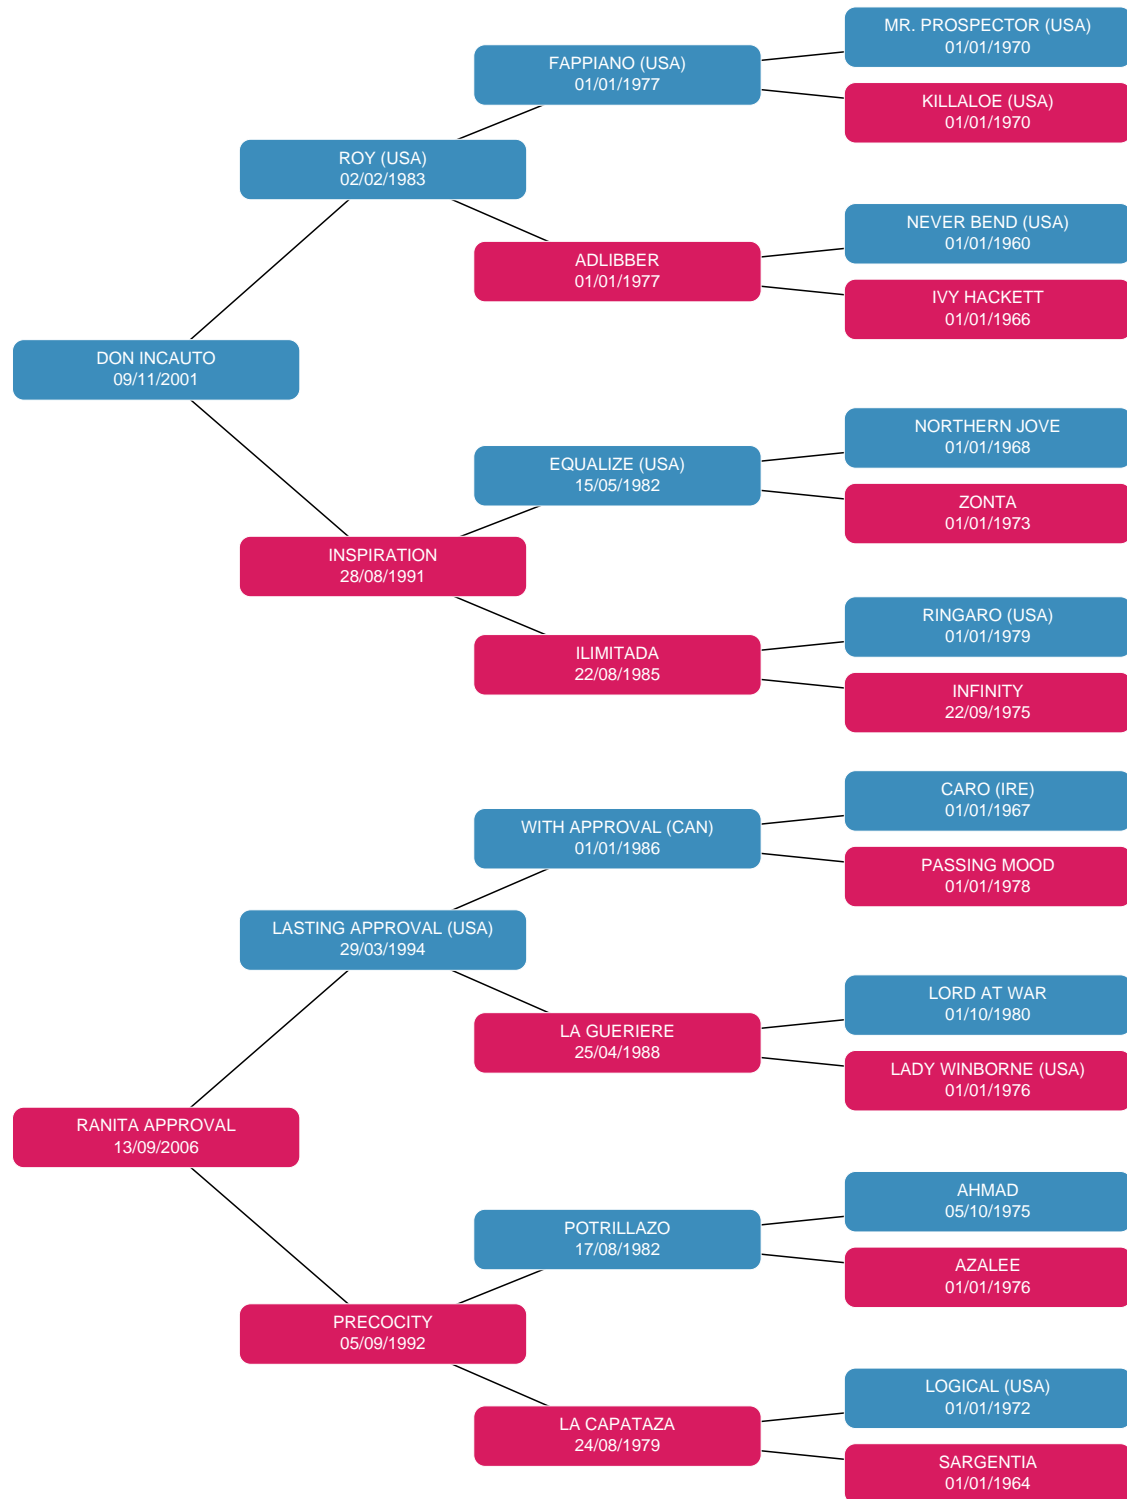 MR. PROSPECTOR (USA)
01/01/1970
FAPPIANO (USA)
01/01/1977
KILLALOE (USA)
01/01/1970
ROY (USA)
02/02/1983
NEVER BEND (USA)
01/01/1960
ADLIBBER
01/01/1977
IVY HACKETT
01/01/1966
DON INCAUTO
09/11/2001
NORTHERN JOVE
01/01/1968
EQUALIZE (USA)
15/05/1982
ZONTA
01/01/1973
INSPIRATION
28/08/1991
RINGARO (USA)
01/01/1979
ILIMITADA
22/08/1985
INFINITY
22/09/1975
CARO (IRE)
01/01/1967
WITH APPROVAL (CAN)
01/01/1986
PASSING MOOD
01/01/1978
LASTING APPROVAL (USA)
29/03/1994
LORD AT WAR
01/10/1980
LA GUERIERE
25/04/1988
LADY WINBORNE (USA)
01/01/1976
RANITA APPROVAL
13/09/2006
AHMAD
05/10/1975
POTRILLAZO
17/08/1982
AZALEE
01/01/1976
PRECOCITY
05/09/1992
LOGICAL (USA)
01/01/1972
LA CAPATAZA
24/08/1979
SARGENTIA
01/01/1964